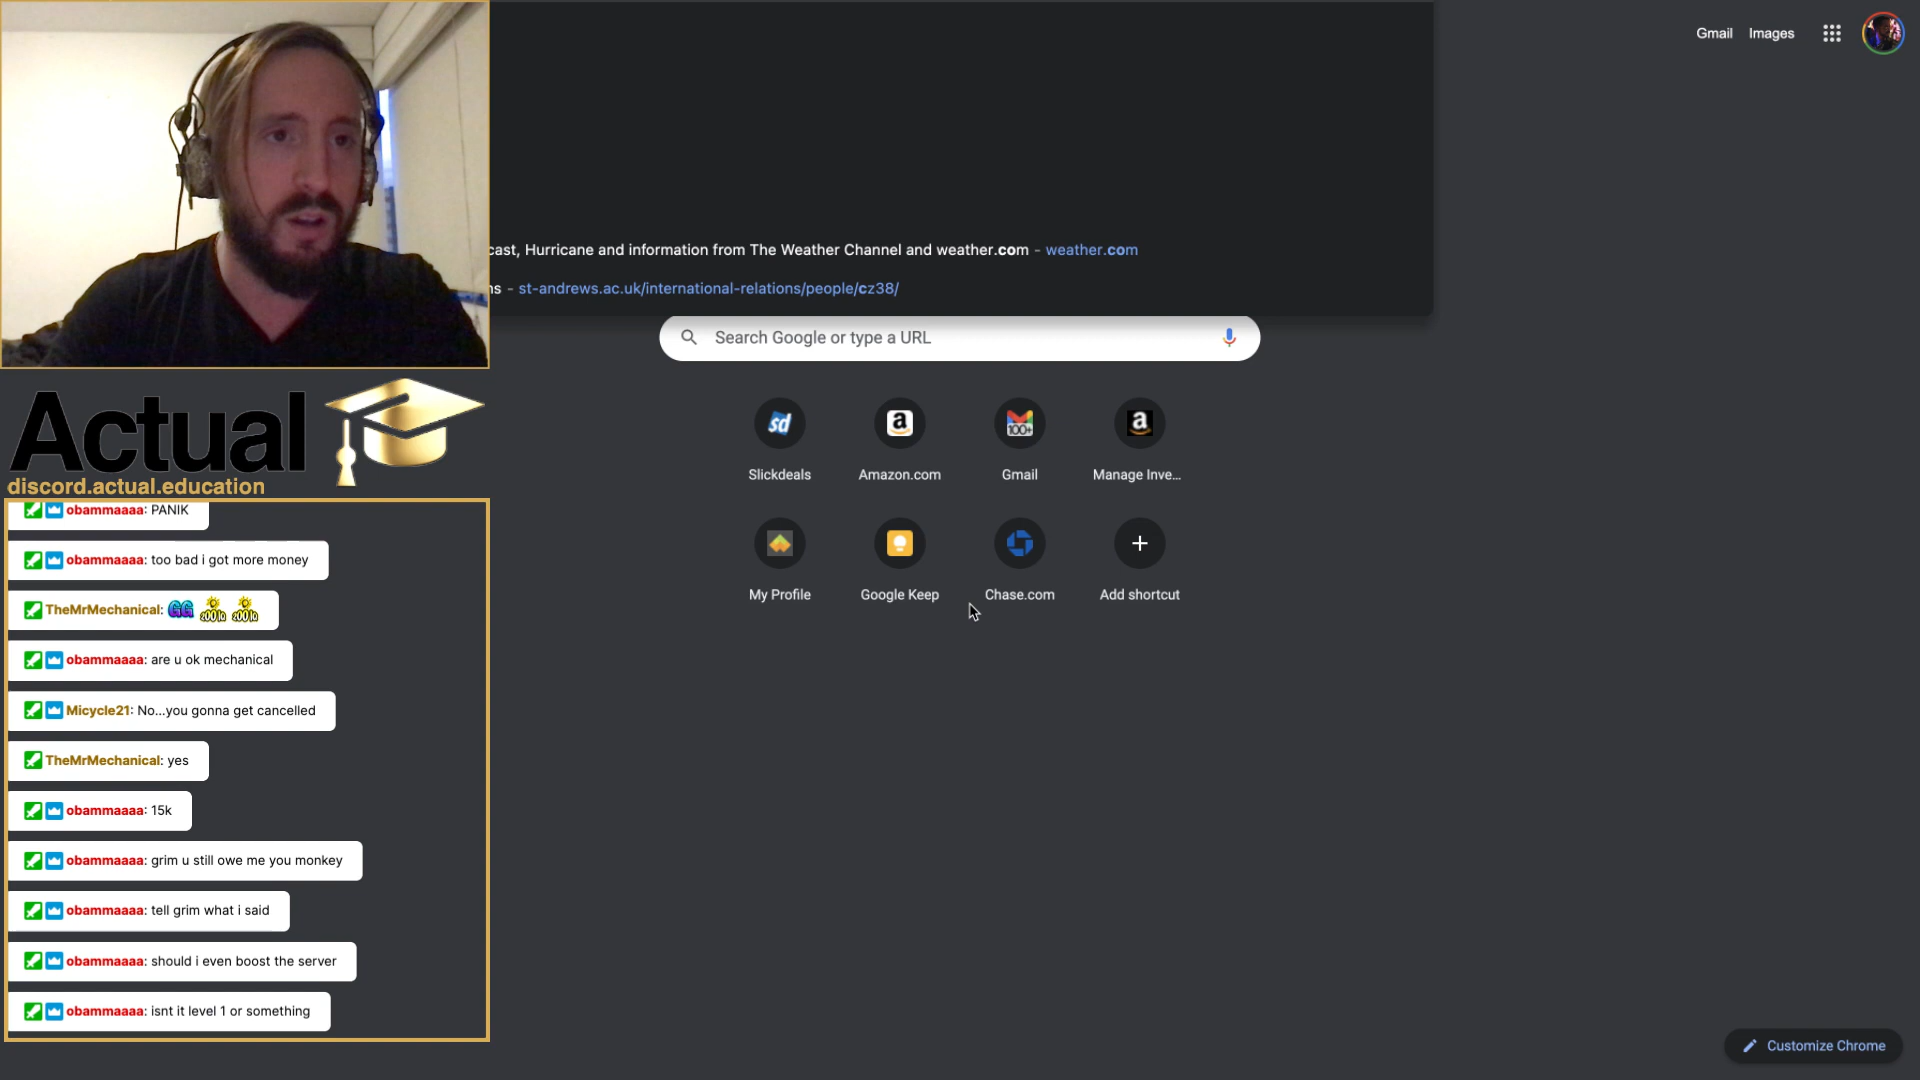 Gmail Images
cast, Hurricane and information from The Weather Channel and weather.com - weather.com
ns - st-andrews.ac.uk/international-relations/people/cz38/
Search Google or type a URL
sd
a
100+
a
Slickdeals
Amazon.com
Gmail
Manage Inve...
My Profile
Google Keep
Chase.com
Add shortcut
Customize Chrome
Actual
discord.actual.education
obammaaaa: PANIK
obammaaaa: too bad i got more money
TheMrMechanical: GG
obammaaaa: are u ok mechanical
Micycle21: No...you gonna get cancelled
TheMrMechanical: yes
obammaaaa: 15k
obammaaaa: grim u still owe me you monkey
obammaaaa: tell grim what i said
obammaaaa: should i even boost the server
obammaaaa: isnt it level 1 or something